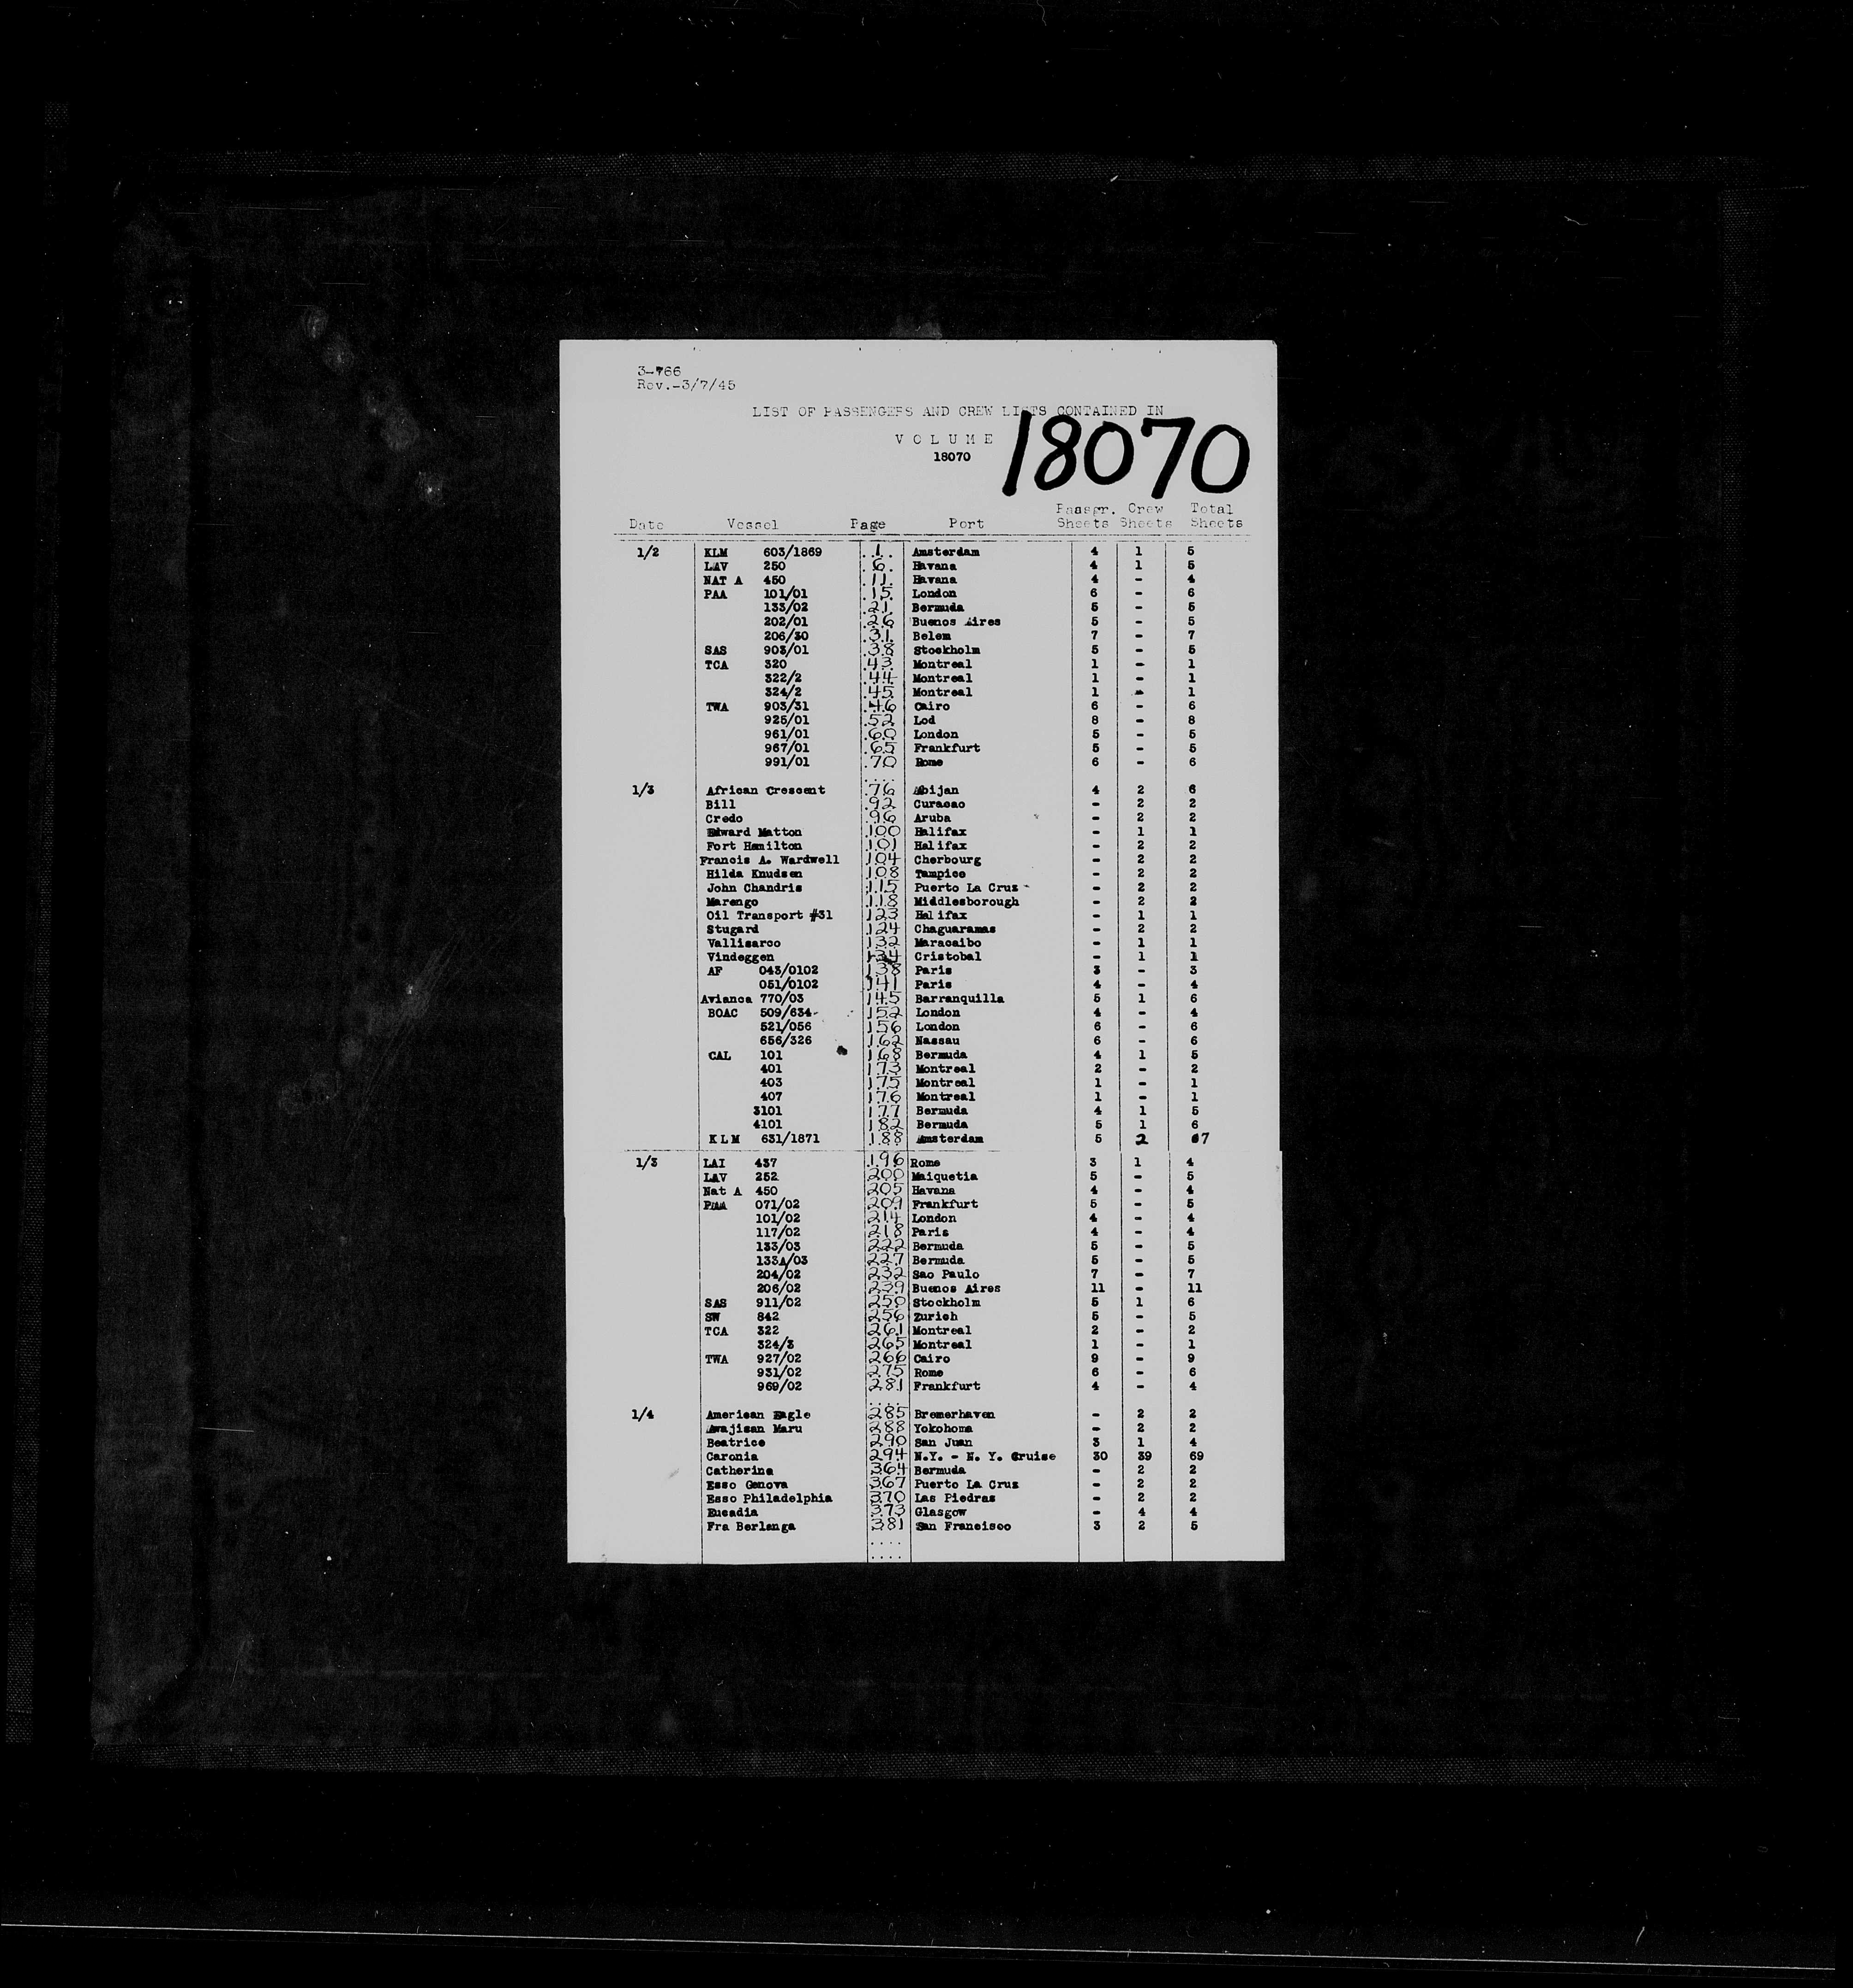 3-766
Rev.-3/7/45
LIST OF PASSENGERS AND CREW LISTS CONTAINED IN
VOLUME 18070
18070
Passgr. Crew Total
Date Vessel Page Port Sheets Sheets Sheets
1/2 KLM 603/1869 1 Amsterdam 4 1 5
LAV 250 6 Havana 4 1 5
NAT A 450 11 Havana 4 - 4
PAA 101/01 15 London 6 - 6
133/02 21 Bermuda 5 - 5
202/01 26 Buenos Aires 5 - 5
206/30 31 Belem 7 - 7
SAS 903/01 38 Stockholm 5 - 5
TCA 320 43 Montreal 1 - 1
322/2 44 Montreal 1 - 1
324/2 45 Montreal 1 - 1
TWA 903/31 46 Cairo 6 - 6
925/01 52 Lod 8 - 8
961/01 60 London 5 - 5
967/01 65 Frankfurt 5 - 5
991/01 70 Rome 6 - 6
1/3 African Crescent 76 Abijan 4 2 6
Bill 92 Curacao - 2 2
Credo 96 Aruba - 2 2
Edward Matton 100 Halifax - 1 1
Fort Hamilton 101 Halifax - 2 2
Francis A. Wardwell 104 Cherbourg - 2 2
Hilda Knudsen 108 Tampico - 2 2
John Chandris 115 Puerto La Cruz - 2 2
Marengo 118 Middlesborough - 2 2
Oil Transport #31 123 Halifax - 1 1
Stugard 124 Chaguaramas - 2 2
Vallisarco 132 Maracaibo - 1 1
Vindeggen 134 Cristobal - 1 1
AF 043/0102 138 Paris 3 - 3
051/0102 141 Paris 4 - 4
Avianca 770/03 145 Barranquilla 5 1 6
BOAC 509/634 152 London 4 - 4
521/056 156 London 6 - 6
656/326 162 Nassau 6 - 6
CAL 101 168 Bermuda 4 1 5
401 173 Montreal 2 - 2
403 175 Montreal 1 - 1
407 176 Montreal 1 - 1
3101 177 Bermuda 4 1 5
4101 182 Bermuda 5 1 6
KLM 631/1871 188 Amsterdam 5 2 7
1/3 LAI 437 196 Rome 3 1 4
LAV 252 200 Maiquetia 5 - 5
Nat A 450 205 Havana 4 - 4
PAA 071/02 209 Frankfurt 5 - 5
101/02 214 London 4 - 4
117/02 218 Paris 4 - 4
133/03 222 Bermuda 5 - 5
133A/03 227 Bermuda 5 - 5
204/02 232 Sao Paulo 7 - 7
206/02 239 Buenos Aires 11 - 11
SAS 911/02 250 Stockholm 5 1 6
SW 842 256 Zurich 5 - 5
TCA 322 261 Montreal 2 - 2
324/3 265 Montreal 1 - 1
TWA 927/02 266 Cairo 9 - 9
931/02 275 Rome 6 - 6
969/02 281 Frankfurt 4 - 4
1/4 American Eagle 285 Bremerhaven - 2 2
Awajisan Maru 288 Yokohoma - 2 2
Beatrice 290 San Juan 3 1 4
Caronia 294 N.Y. - N. Y. Cruise 30 39 69
Catherine 364 Bermuda - 2 2
Esso Genova 367 Puerto La Cruz - 2 2
Esso Philadelphia 370 Las Piedras - 2 2
Eucadia 373 Glasgow - 4 4
Fra Berlanga 381 San Francisco 3 2 5